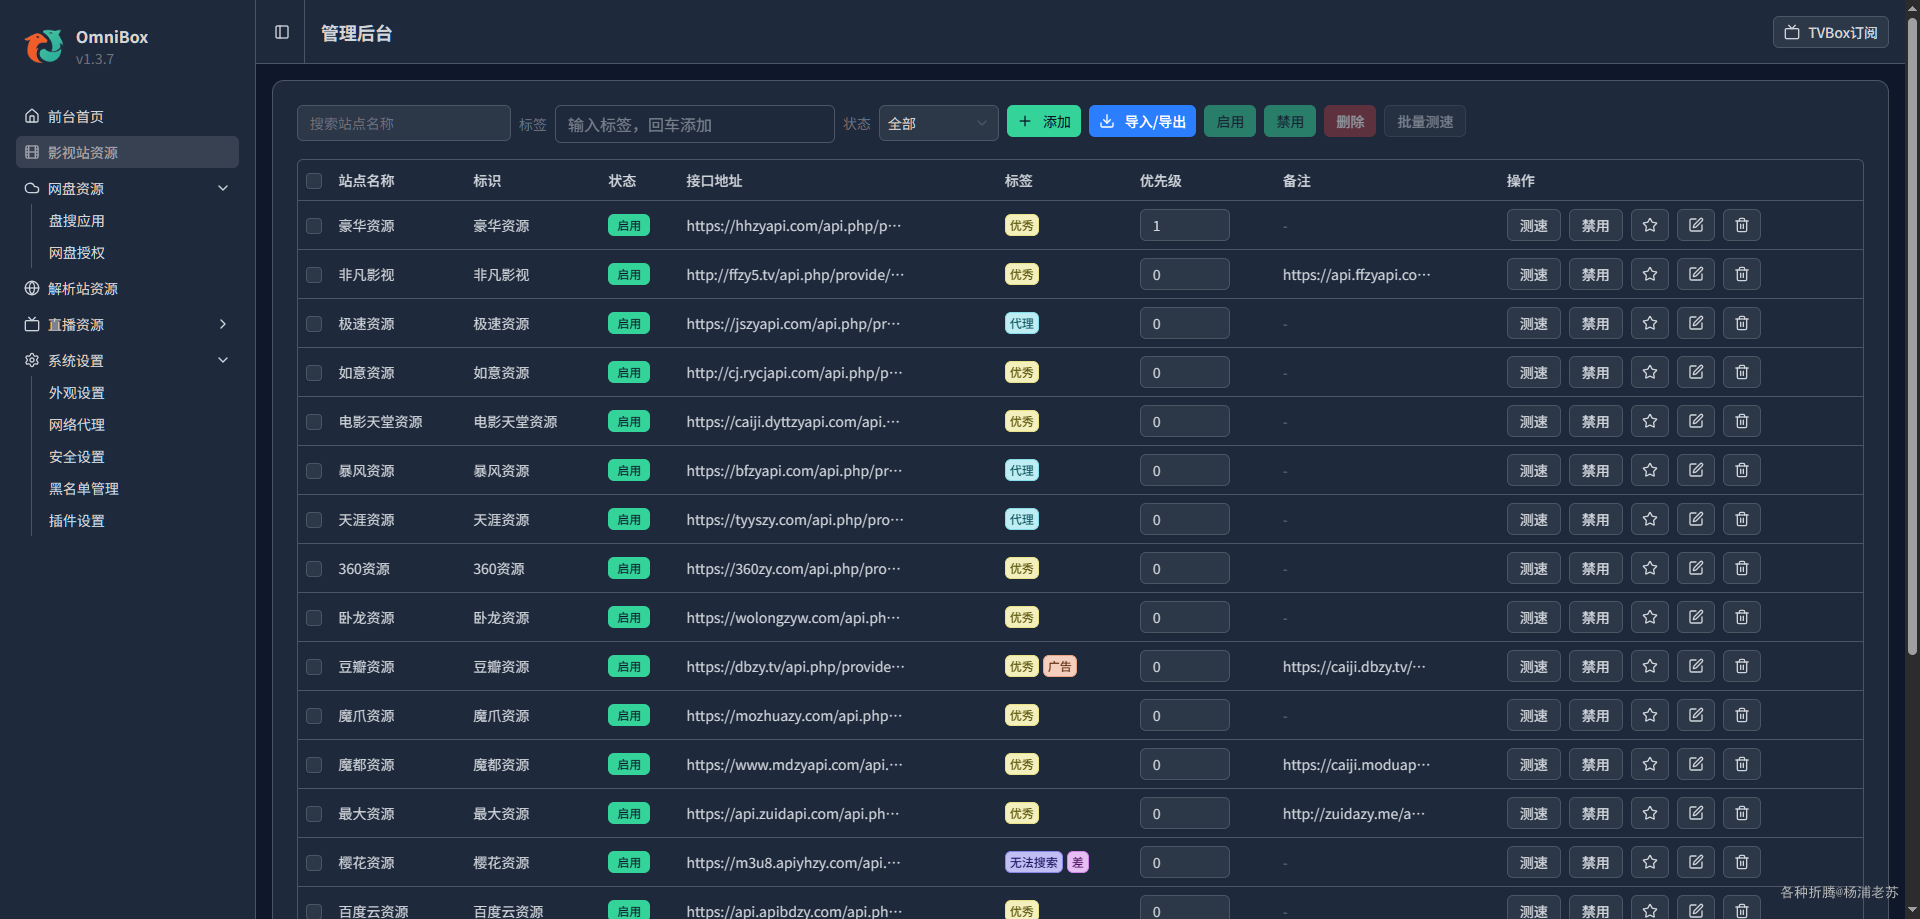 OmniBox
v1.3.7
前台首页
影视站资源
网盘资源
盘搜应用
网盘授权
解析站资源
直播资源
系统设置
外观设置
网络代理
安全设置
黑名单管理
插件设置
管理后台
TVBox订阅
搜索站点名称 标签 输入标签，回车添加 状态 全部 添加 导入/导出 启用 禁用 删除 批量测速
站点名称 标识 状态 接口地址 标签 优先级 备注 操作
豪华资源 豪华资源 启用 https://hhzyapi.com/api.php/p··· 优秀 1 - 测速 禁用
非凡影视 非凡影视 启用 http://ffzy5.tv/api.php/provide/··· 优秀 0 https://api.ffzyapi.co··· 测速 禁用
极速资源 极速资源 启用 https://jszyapi.com/api.php/pr··· 代理 0 - 测速 禁用
如意资源 如意资源 启用 http://cj.rycjapi.com/api.php/p··· 优秀 0 - 测速 禁用
电影天堂资源 电影天堂资源 启用 https://caiji.dyttzyapi.com/api.··· 优秀 0 - 测速 禁用
暴风资源 暴风资源 启用 https://bfzyapi.com/api.php/pr··· 代理 0 - 测速 禁用
天涯资源 天涯资源 启用 https://tyyszy.com/api.php/pro··· 代理 0 - 测速 禁用
360资源 360资源 启用 https://360zy.com/api.php/pro··· 优秀 0 - 测速 禁用
卧龙资源 卧龙资源 启用 https://wolongzyw.com/api.ph··· 优秀 0 - 测速 禁用
豆瓣资源 豆瓣资源 启用 https://dbzy.tv/api.php/provide··· 优秀 广告 0 https://caiji.dbzy.tv/··· 测速 禁用
魔爪资源 魔爪资源 启用 https://mozhuazy.com/api.php··· 优秀 0 - 测速 禁用
魔都资源 魔都资源 启用 https://www.mdzyapi.com/api.··· 优秀 0 https://caiji.moduap··· 测速 禁用
最大资源 最大资源 启用 https://api.zuidapi.com/api.ph··· 优秀 0 http://zuidazy.me/a··· 测速 禁用
樱花资源 樱花资源 启用 https://m3u8.apiyhzy.com/api.··· 无法搜索 差 0 - 测速 禁用
百度云资源 百度云资源 启用 https://api.apibdzy.com/api.ph··· 优秀 0 测速 禁用
各种折腾@杨浦老苏